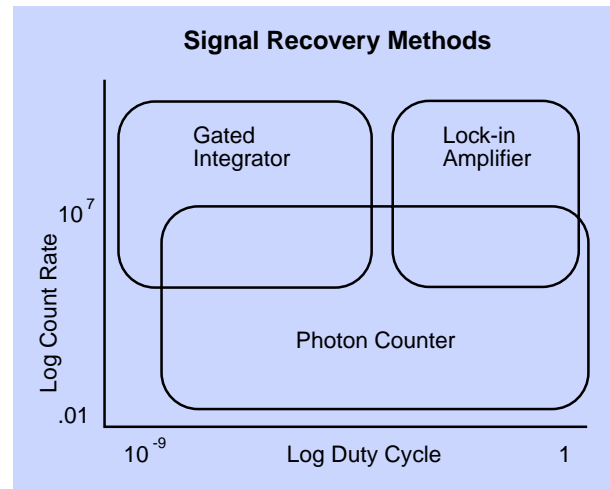 Signal Recovery Methods
Gated
Integrator
Lock-in
Amplifier
10^7
Log Count Rate
Photon Counter
.01
10^-9
Log Duty Cycle
1